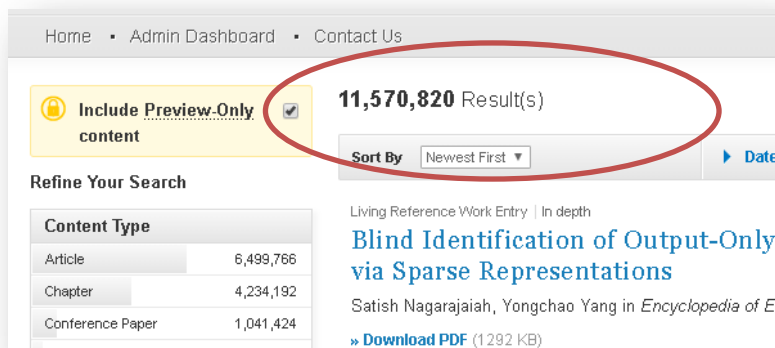 Home • Admin Dashboard • Contact Us
Include Preview-Only
content
11,570,820 Result(s)
Sort By Newest First ▼
Date
Refine Your Search
Content Type
Article 6,499,766
Chapter 4,234,192
Conference Paper 1,041,424
Living Reference Work Entry | In depth
Blind Identification of Output-Only
via Sparse Representations
Satish Nagarajaiah, Yongchao Yang in Encyclopedia of E
» Download PDF (1292 KB)